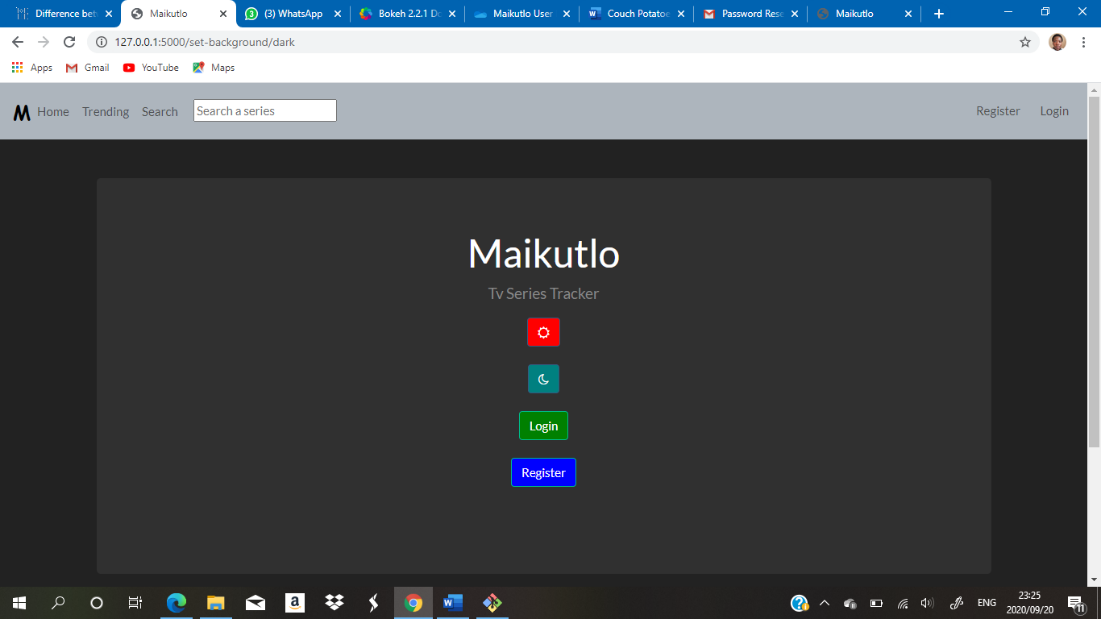 Difference bet
Maikutlo
(3) WhatsApp
Bokeh 2.2.1 Do
Maikutlo User
Couch Potatoe
Password Rese
Maikutlo
127.0.0.1:5000/set-background/dark
Apps
Gmail
YouTube
Maps
M Home Trending Search Search a series Register Login
Maikutlo
Tv Series Tracker
Login
Register
ENG
23:25
2020/09/20
11